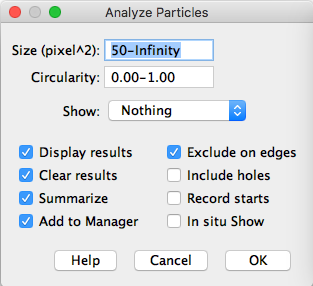 Analyze Particles
Size (pixel^2): 50-Infinity
Circularity: 0.00-1.00
Show: Nothing
Display results Exclude on edges
Clear results Include holes
Summarize Record starts
Add to Manager In situ Show
Help Cancel OK